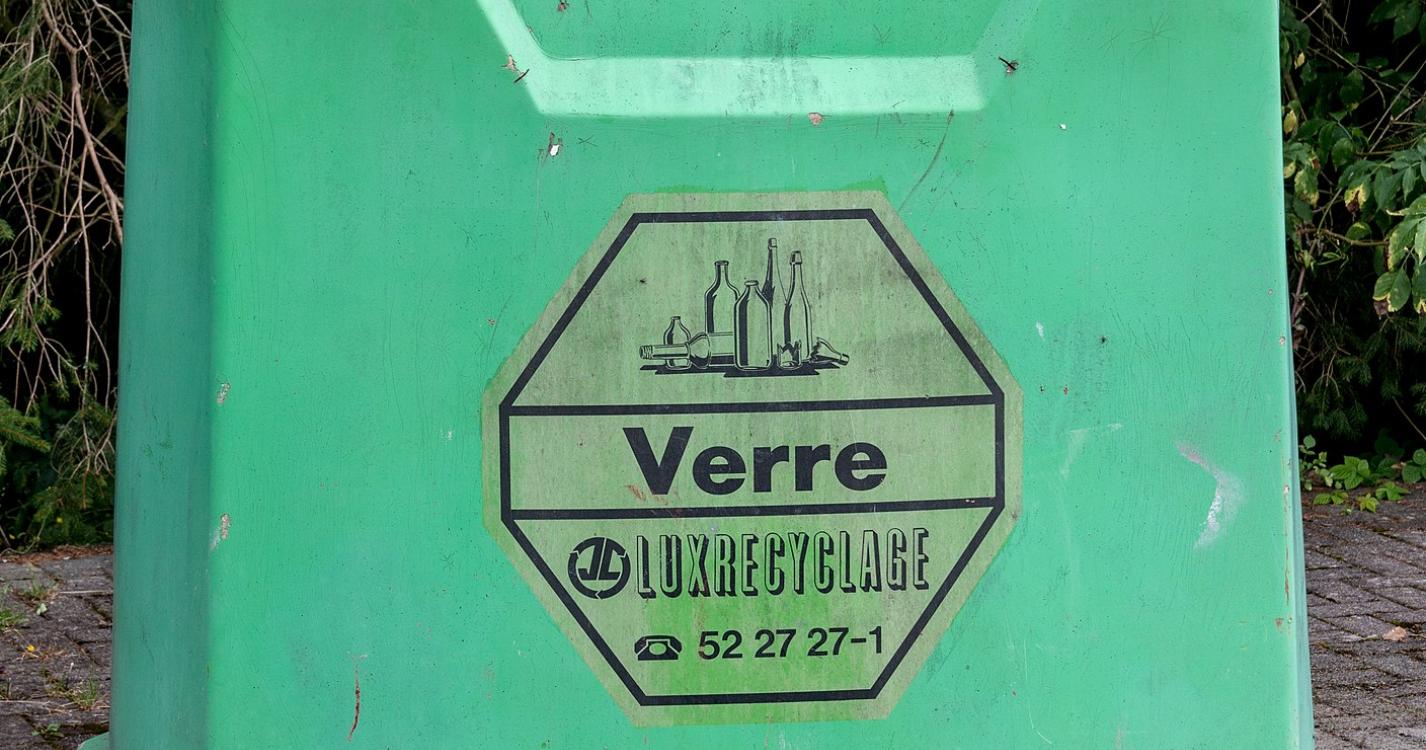 Verre
LUXRECYCLAGE
52 27 27-1